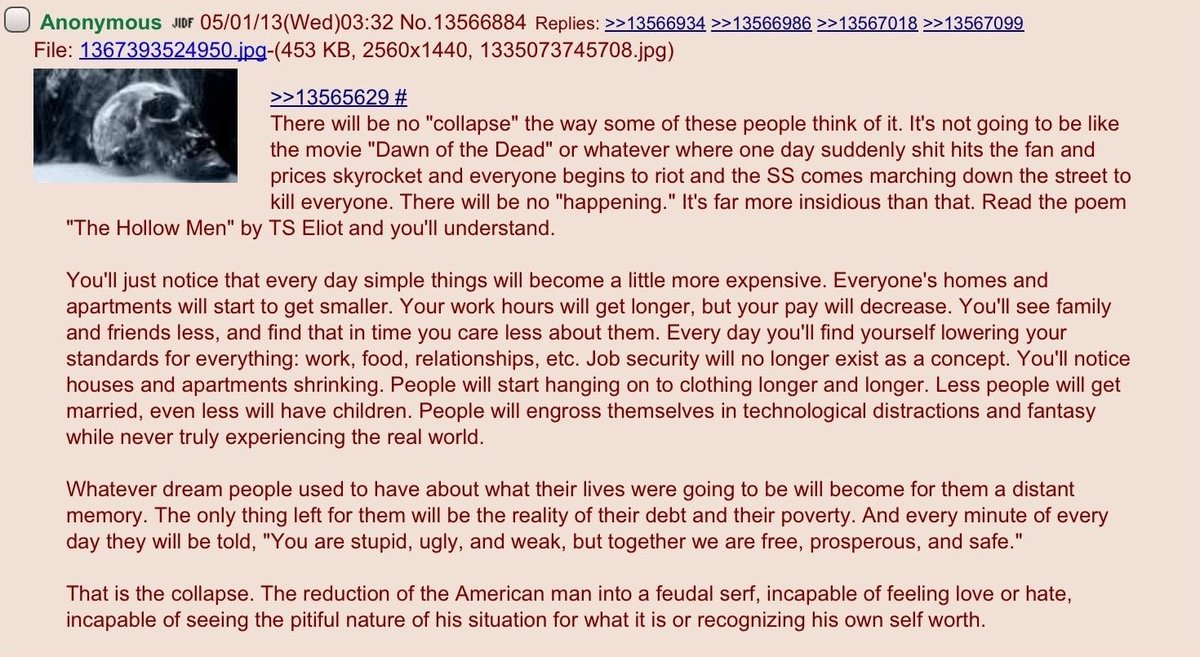 Anonymous JIDF 05/01/13(Wed)03:32 No.13566884 Replies: >>13566934 >>13566986 >>13567018 >>13567099
File: 1367393524950.jpg-(453 KB, 2560x1440, 1335073745708.jpg)
>>13565629 #
There will be no "collapse" the way some of these people think of it. It's not going to be like
the movie "Dawn of the Dead" or whatever where one day suddenly shit hits the fan and
prices skyrocket and everyone begins to riot and the SS comes marching down the street to
kill everyone. There will be no "happening." It's far more insidious than that. Read the poem
"The Hollow Men" by TS Eliot and you'll understand.
You'll just notice that every day simple things will become a little more expensive. Everyone's homes and
apartments will start to get smaller. Your work hours will get longer, but your pay will decrease. You'll see family
and friends less, and find that in time you care less about them. Every day you'll find yourself lowering your
standards for everything: work, food, relationships, etc. Job security will no longer exist as a concept. You'll notice
houses and apartments shrinking. People will start hanging on to clothing longer and longer. Less people will get
married, even less will have children. People will engross themselves in technological distractions and fantasy
while never truly experiencing the real world.
Whatever dream people used to have about what their lives were going to be will become for them a distant
memory. The only thing left for them will be the reality of their debt and their poverty. And every minute of every
day they will be told, "You are stupid, ugly, and weak, but together we are free, prosperous, and safe."
That is the collapse. The reduction of the American man into a feudal serf, incapable of feeling love or hate,
incapable of seeing the pitiful nature of his situation for what it is or recognizing his own self worth.